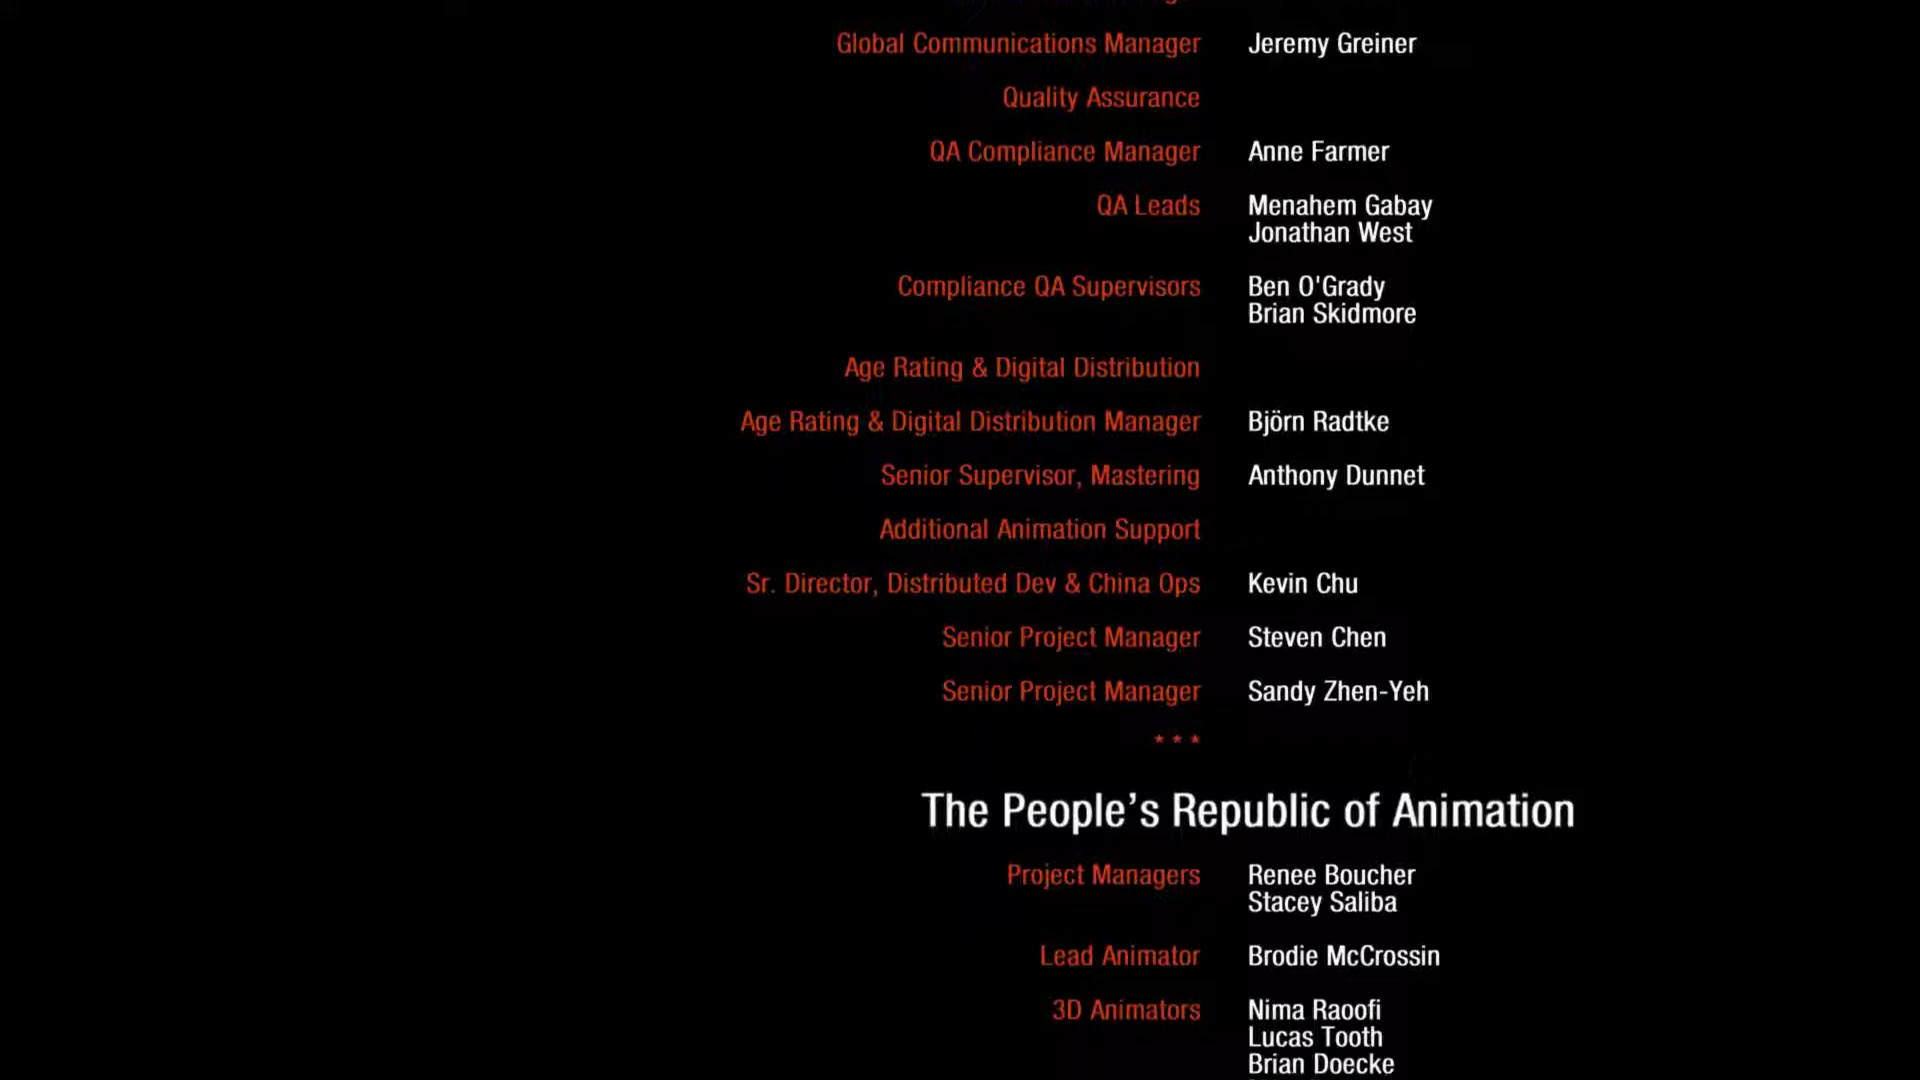 Global Communications Manager Jeremy Greiner
Quality Assurance
QA Compliance Manager Anne Farmer
QA Leads Menahem Gabay
Jonathan West
Compliance QA Supervisors Ben O'Grady
Brian Skidmore
Age Rating & Digital Distribution
Age Rating & Digital Distribution Manager Björn Radtke
Senior Supervisor, Mastering Anthony Dunnet
Additional Animation Support
Sr. Director, Distributed Dev & China Ops Kevin Chu
Senior Project Manager Steven Chen
Senior Project Manager Sandy Zhen-Yeh
* * *
The People’s Republic of Animation
Project Managers Renee Boucher
Stacey Saliba
Lead Animator Brodie McCrossin
3D Animators Nima Raoofi
Lucas Tooth
Brian Doecke